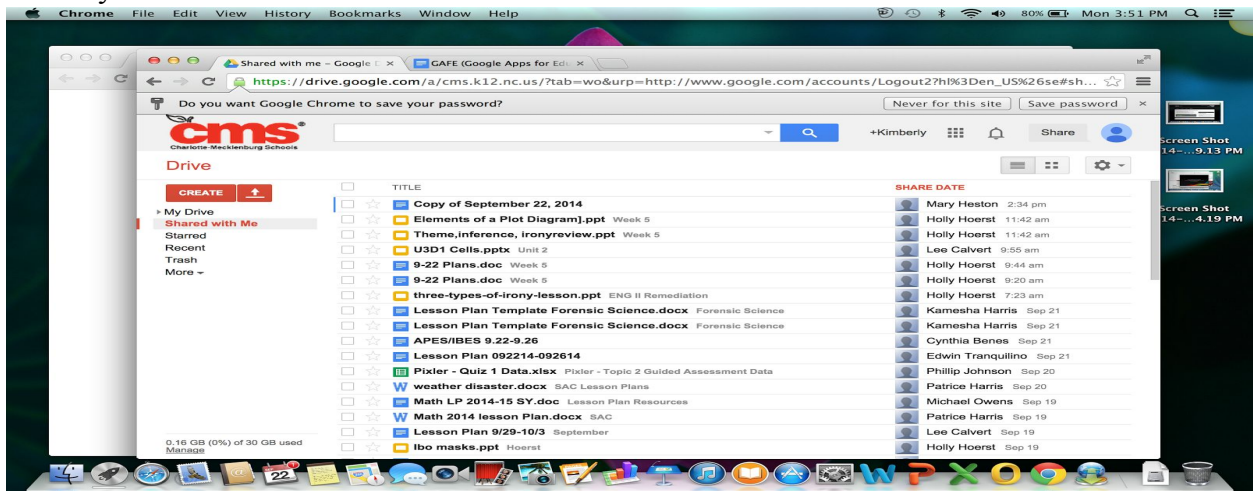 Chrome File Edit View History Bookmarks Window Help 80% Mon 3:51 PM
Shared with me – Google D × GAFE (Google Apps for Edu ×
https://drive.google.com/a/cms.k12.nc.us/?tab=wo&urp=http://www.google.com/accounts/Logout2?hl%3Den_US%26se#sh...
Do you want Google Chrome to save your password? Never for this site Save password ×
cms
Charlotte-Mecklenburg Schools
+Kimberly Share
Screen Shot
14-...9.13 PM
Drive
CREATE
TITLE SHARE DATE
My Drive
Shared with Me
Starred
Recent
Trash
More
Copy of September 22, 2014 Mary Heston 2:34 pm
Elements of a Plot Diagram].ppt Week 5 Holly Hoerst 11:42 am
Theme,inference, ironyreview.ppt Week 5 Holly Hoerst 11:42 am
U3D1 Cells.pptx Unit 2 Lee Calvert 9:55 am
9-22 Plans.doc Week 5 Holly Hoerst 9:44 am
9-22 Plans.doc Week 5 Holly Hoerst 9:20 am
three-types-of-irony-lesson.ppt ENG II Remediation Holly Hoerst 7:23 am
Lesson Plan Template Forensic Science.docx Forensic Science Kamesha Harris Sep 21
Lesson Plan Template Forensic Science.docx Forensic Science Kamesha Harris Sep 21
APES/IBES 9.22-9.26 Cynthia Benes Sep 21
Lesson Plan 092214-092614 Edwin Tranquilino Sep 21
Pixler - Quiz 1 Data.xlsx Pixler - Topic 2 Guided Assessment Data Phillip Johnson Sep 20
weather disaster.docx SAC Lesson Plans Patrice Harris Sep 20
Math LP 2014-15 SY.doc Lesson Plan Resources Michael Owens Sep 19
Math 2014 lesson Plan.docx SAC Patrice Harris Sep 19
Lesson Plan 9/29-10/3 September Lee Calvert Sep 19
Ibo masks.ppt Hoerst Holly Hoerst Sep 19
Screen Shot
14-...4.19 PM
0.16 GB (0%) of 30 GB used
Manage
22